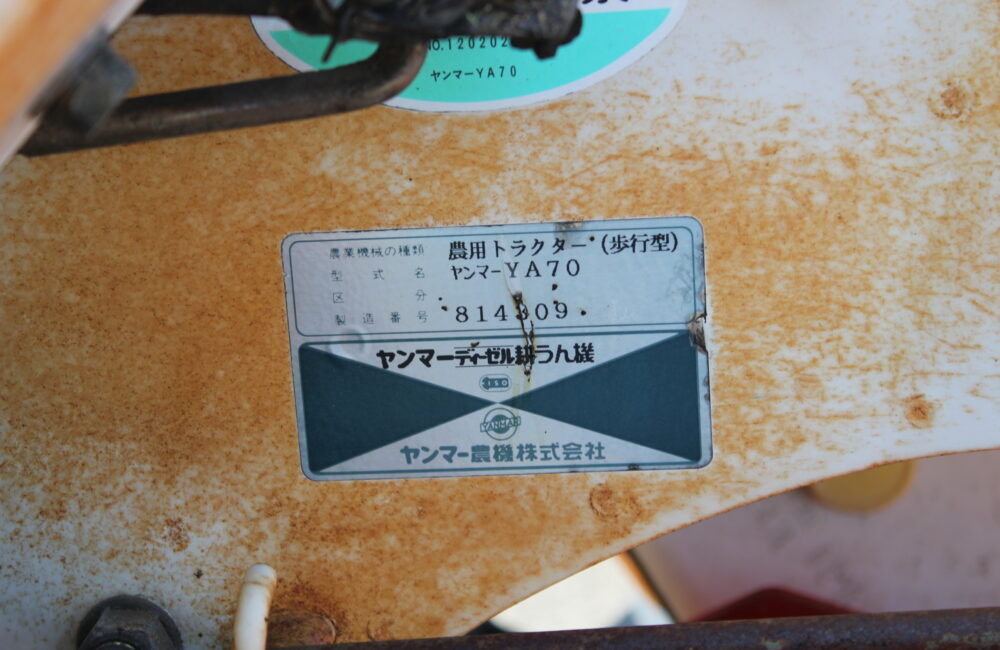 NO.120202
ヤンマーYA70
農業機械の種類 農用トラクター(歩行型)
型式名 ヤンマーYA70
区分
製造番号 814309
ヤンマーディーゼル耕うん機
ISO
YANMAR
ヤンマー農機株式会社